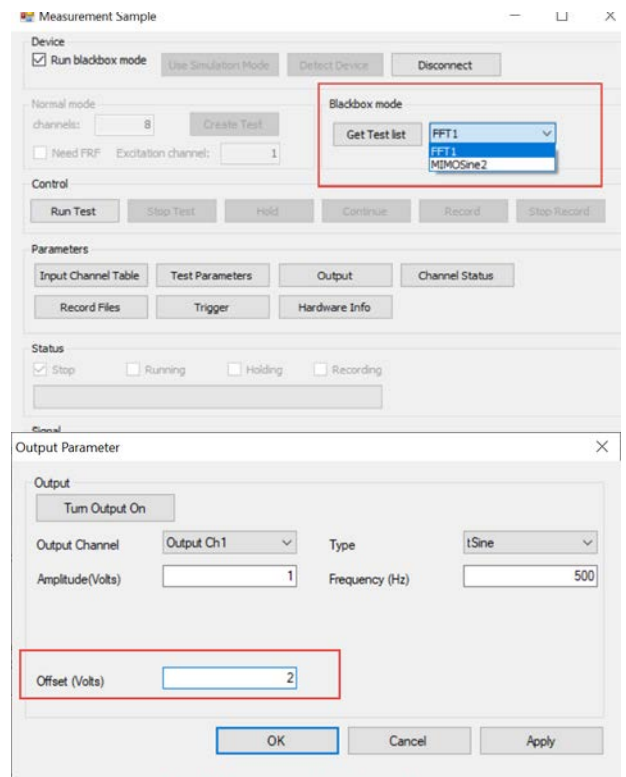 Measurement Sample
Device
Run blackbox mode Use Simulation Mode Detect Device Disconnect
Normal mode
channels: 8 Create Test
Need FRF Excitation channel: 1
Blackbox mode
Get Test list FFT1
FFT1
MIMOSine2
Control
Run Test Stop Test Hold Continue Record Stop Record
Parameters
Input Channel Table Test Parameters Output Channel Status
Record Files Trigger Hardware Info
Status
Stop Running Holding Recording
Signal
Output Parameter
Output
Turn Output On
Output Channel Output Ch1 Type tSine
Amplitude(Volts) 1 Frequency (Hz) 500
Offset (Volts) 2
OK Cancel Apply